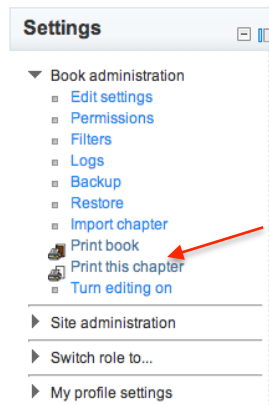 Settings
Book administration
Edit settings
Permissions
Filters
Logs
Backup
Restore
Import chapter
Print book
Print this chapter
Turn editing on
Site administration
Switch role to...
My profile settings